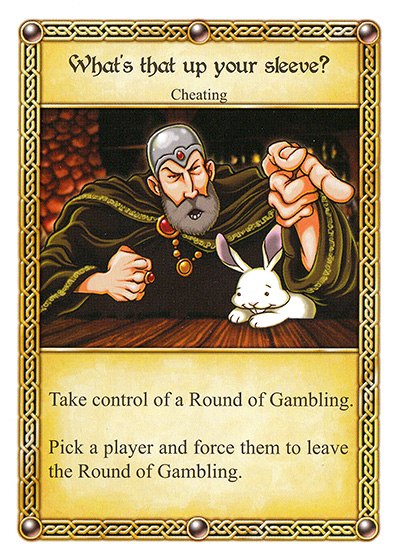 What's that up your sleeve?
Cheating
Take control of a Round of Gambling.
Pick a player and force them to leave
the Round of Gambling.